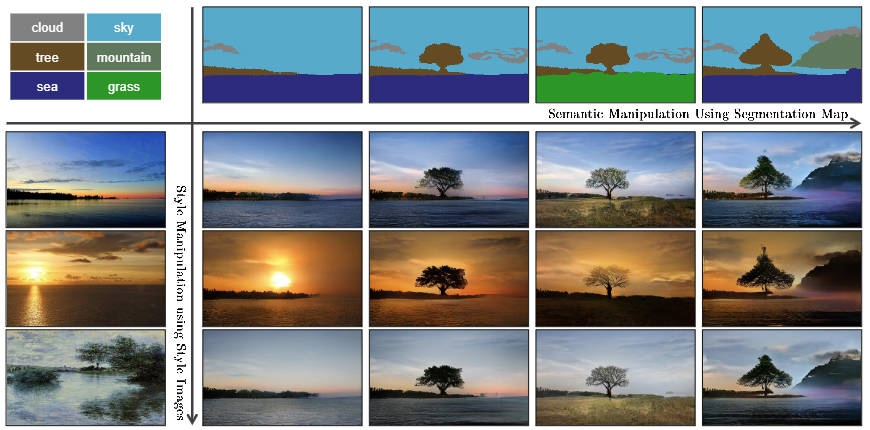 cloud sky
tree mountain
sea grass
Semantic Manipulation Using Segmentation Map
Style Manipulation using Style Images